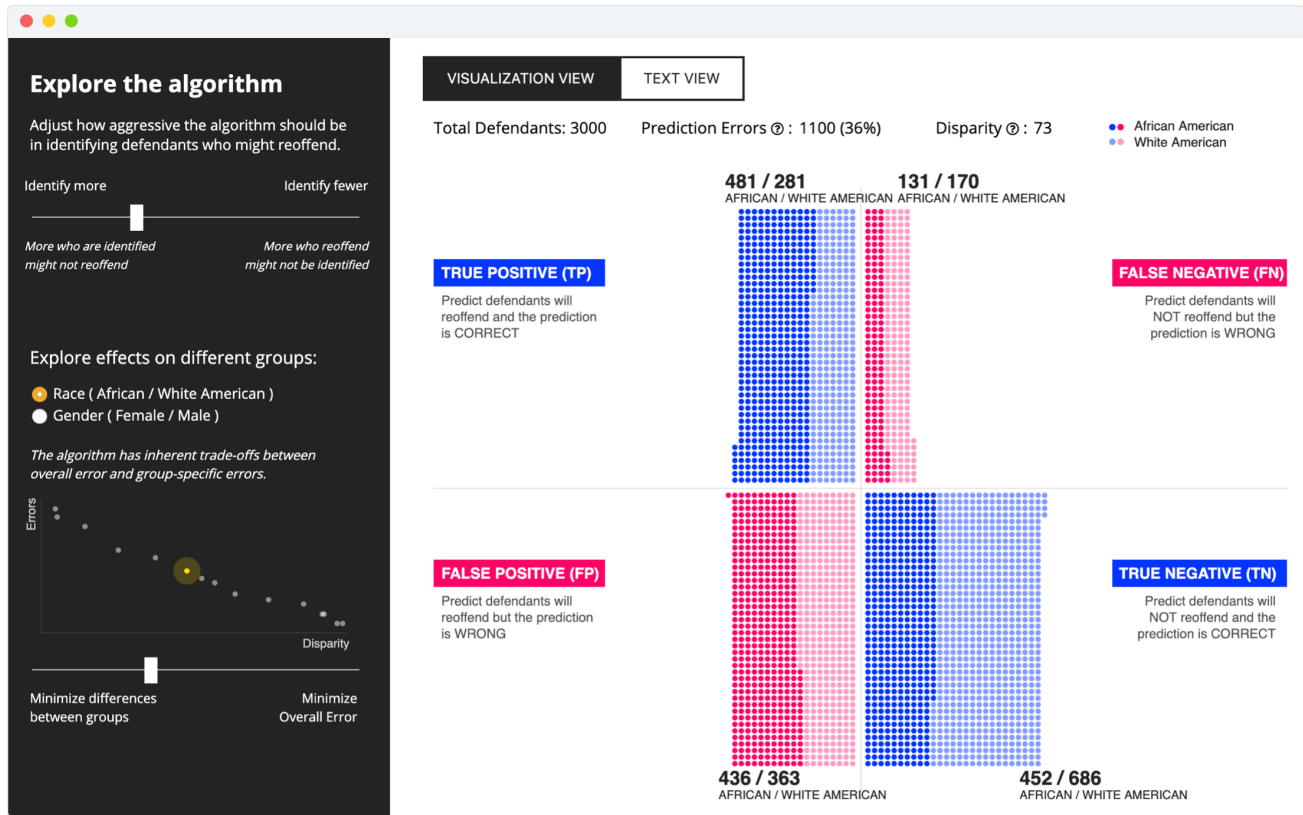 Explore the algorithm
Adjust how aggressive the algorithm should be
in identifying defendants who might reoffend.
Identify more
Identify fewer
More who are identified
might not reoffend
More who reoffend
might not be identified
Explore effects on different groups:
Race ( African / White American )
Gender ( Female / Male )
The algorithm has inherent trade-offs between
overall error and group-specific errors.
Errors
Disparity
Minimize differences
between groups
Minimize
Overall Error
VISUALIZATION VIEW
TEXT VIEW
Total Defendants: 3000
Prediction Errors ? : 1100 (36%)
Disparity ? : 73
African American
White American
481 / 281
AFRICAN / WHITE AMERICAN
131 / 170
AFRICAN / WHITE AMERICAN
TRUE POSITIVE (TP)
Predict defendants will
reoffend and the prediction
is CORRECT
FALSE NEGATIVE (FN)
Predict defendants will
NOT reoffend but the
prediction is WRONG
FALSE POSITIVE (FP)
Predict defendants will
reoffend but the prediction
is WRONG
TRUE NEGATIVE (TN)
Predict defendants will
NOT reoffend and the
prediction is CORRECT
436 / 363
AFRICAN / WHITE AMERICAN
452 / 686
AFRICAN / WHITE AMERICAN